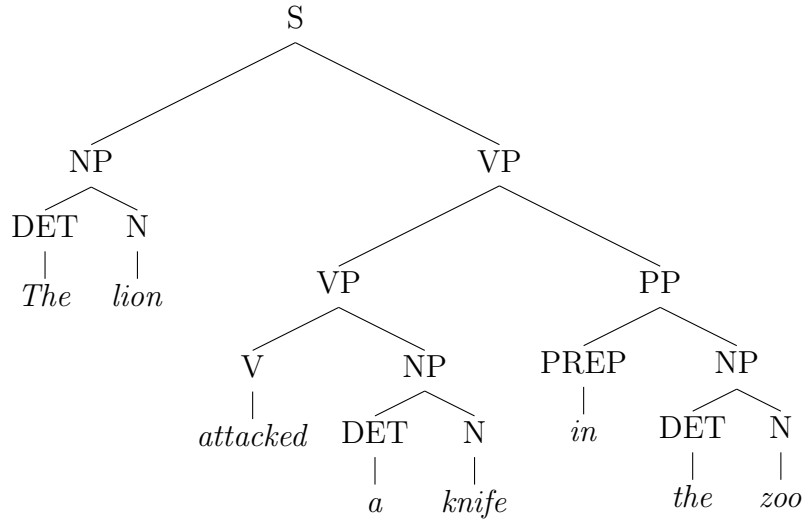 S
NP VP
DET N
The lion
VP PP
V NP PREP NP
attacked DET N in DET N
a knife the zoo